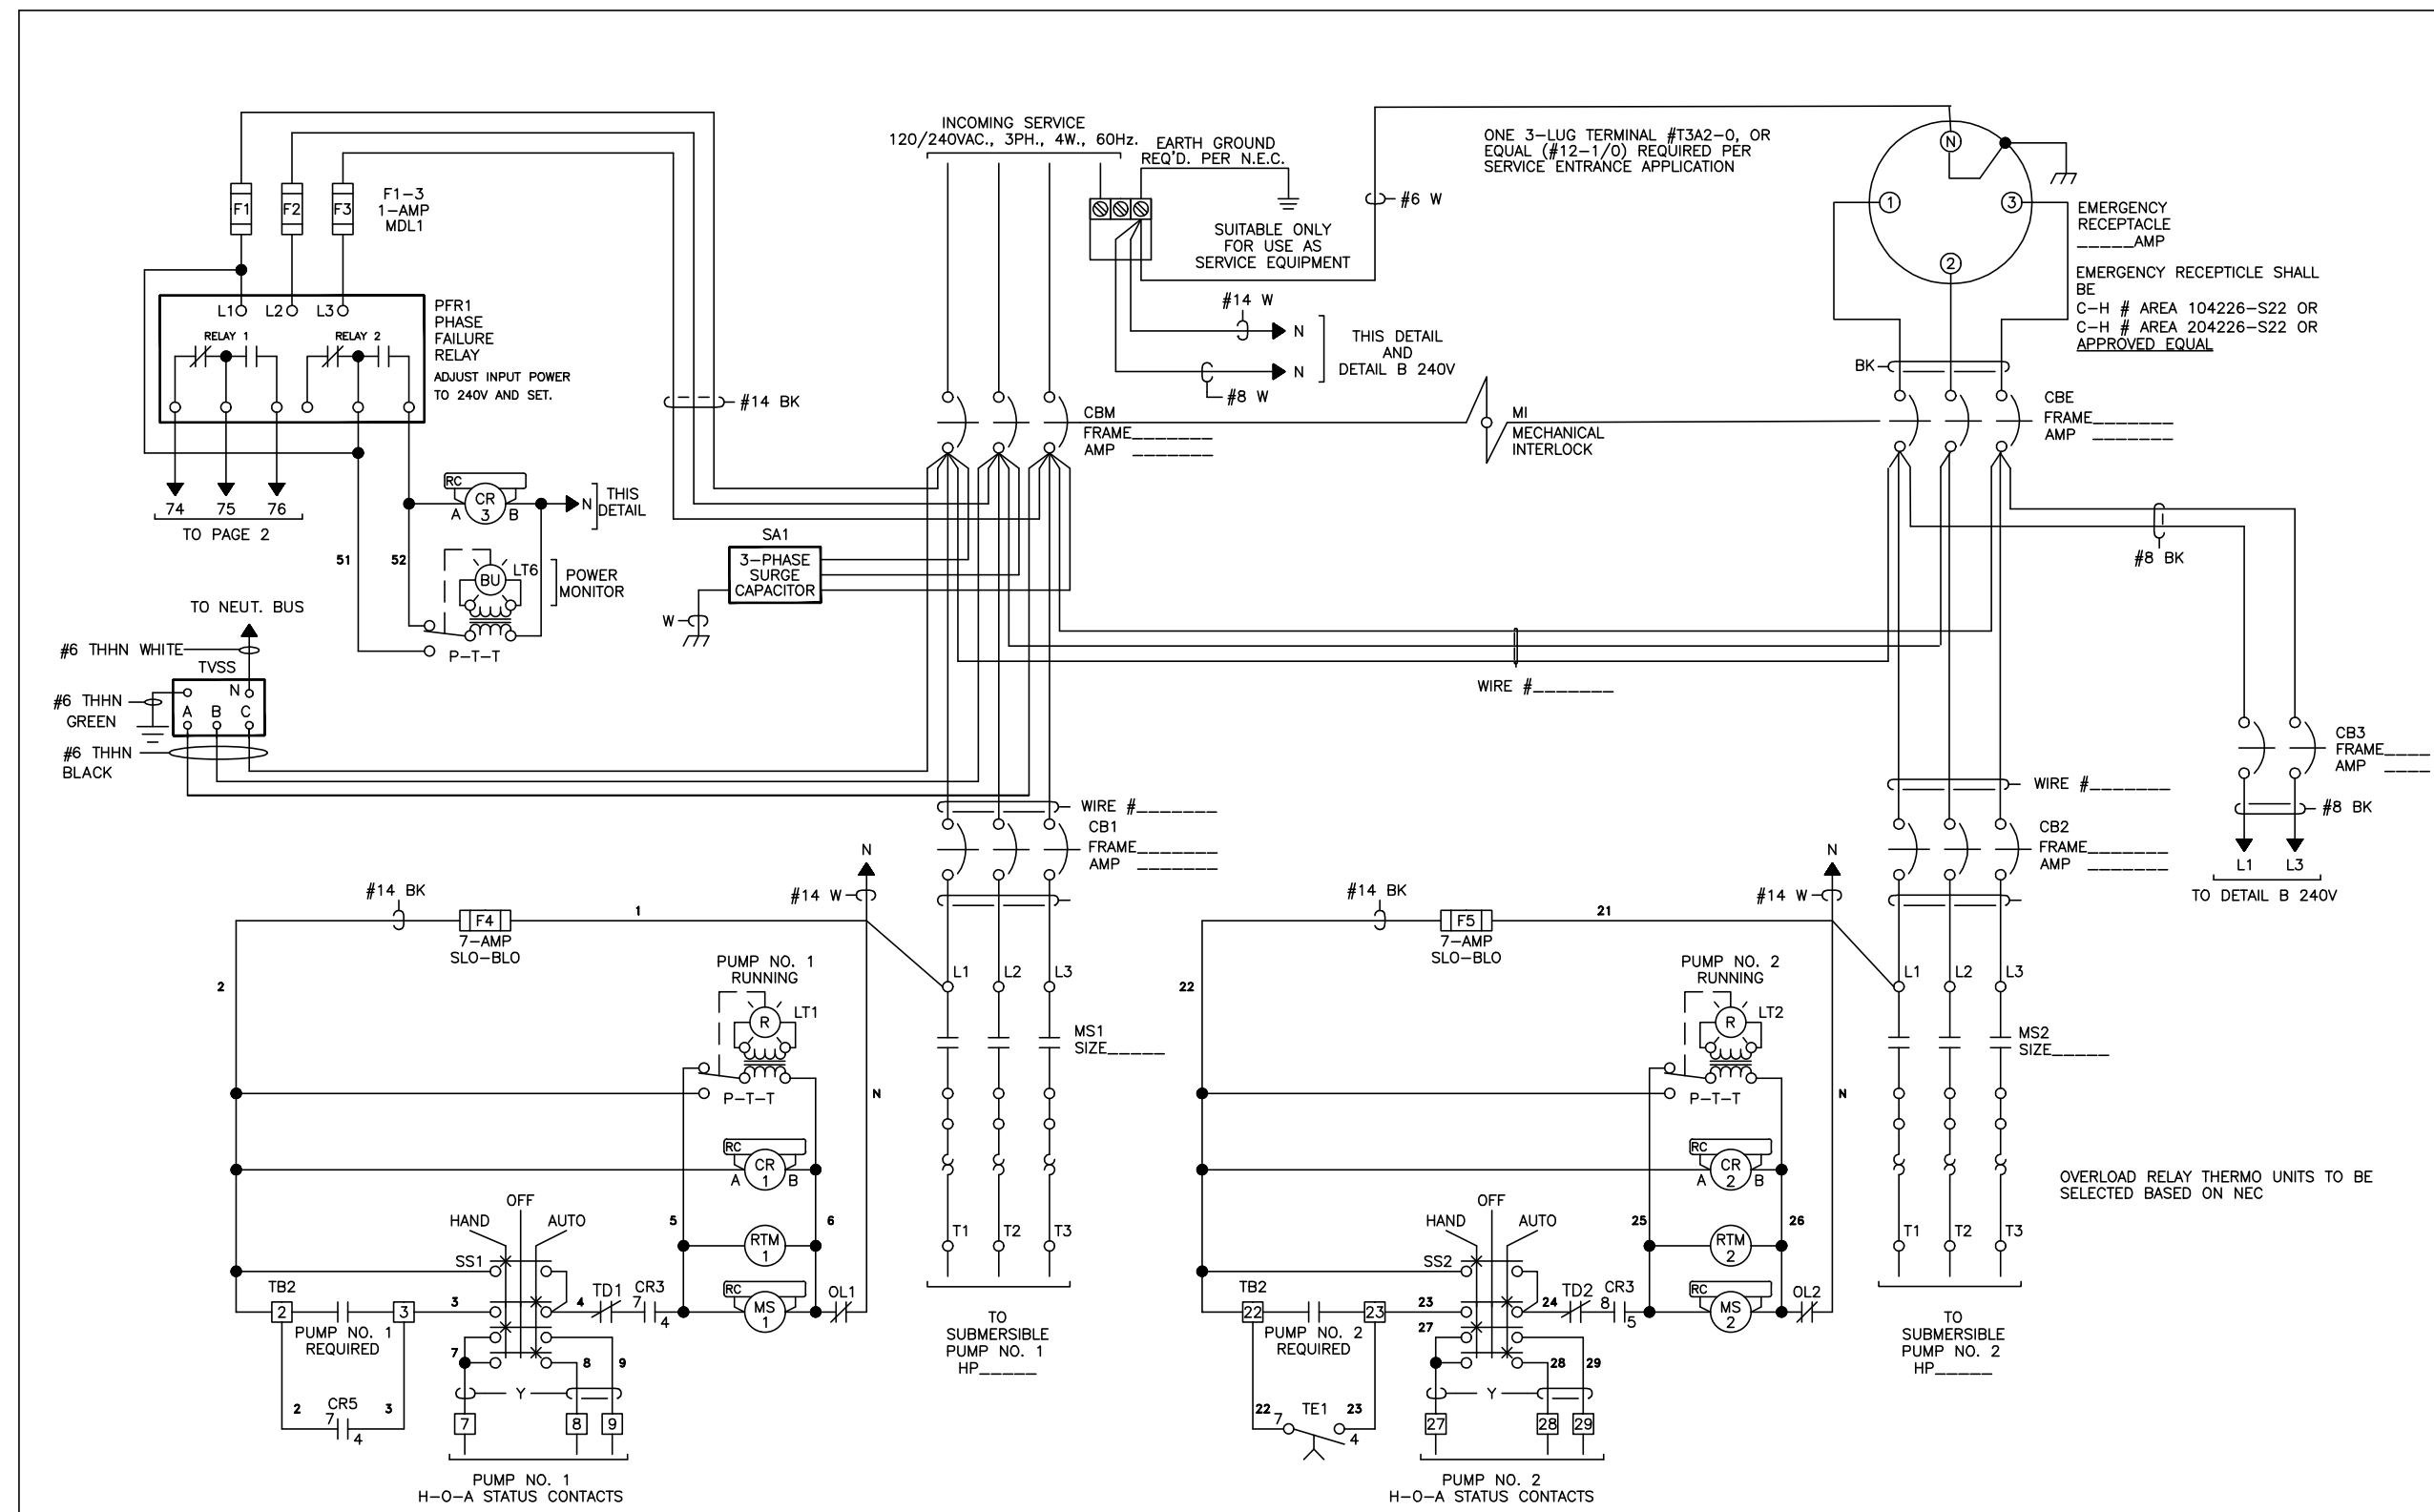 INCOMING SERVICE
120/240VAC., 3PH., 4W., 60Hz.
EARTH GROUND
REQ'D. PER N.E.C.
ONE 3-LUG TERMINAL #T3A2-0, OR
EQUAL (#12-1/0) REQUIRED PER
SERVICE ENTRANCE APPLICATION
N
1
3
2
#6 W
EMERGENCY
RECEPTACLE
_____AMP
EMERGENCY RECEPTICLE SHALL
BE
C-H # AREA 104226-S22 OR
C-H # AREA 204226-S22 OR
APPROVED EQUAL
F1
F2
F3
F1-3
1-AMP
MDL1
SUITABLE ONLY
FOR USE AS
SERVICE EQUIPMENT
#14 W
N
THIS DETAIL
AND
DETAIL B 240V
N
#8 W
L1
L2
L3
RELAY 1
RELAY 2
PFR1
PHASE
FAILURE
RELAY
ADJUST INPUT POWER
TO 240V AND SET.
#14 BK
BK
CBM
FRAME_______
AMP _______
MI
MECHANICAL
INTERLOCK
CBE
FRAME_______
AMP _______
74
75
76
TO PAGE 2
RC
CR
3
A
B
N
THIS
DETAIL
51
52
BU
LT6
POWER
MONITOR
P-T-T
SA1
3-PHASE
SURGE
CAPACITOR
W
#8 BK
TO NEUT. BUS
#6 THHN WHITE
TVSS
N
A
B
C
#6 THHN
GREEN
#6 THHN
BLACK
WIRE #_______
WIRE #_______
CB1
FRAME_______
AMP _______
WIRE #_______
CB2
FRAME_______
AMP _______
CB3
FRAME____
AMP ____
#8 BK
L1
L3
TO DETAIL B 240V
N
#14 BK
#14 W
F4
1
7-AMP
SLO-BLO
2
PUMP NO. 1
RUNNING
R
LT1
P-T-T
N
L1
L2
L3
MS1
SIZE_____
RC
CR
1
A
B
5
6
RTM
1
T1
T2
T3
OFF
HAND
AUTO
SS1
TB2
2
3
3
4
TD1
CR3
7
4
RC
MS
1
OL1
PUMP NO. 1
REQUIRED
7
8
9
Y
2
CR5
3
7
4
7
8
9
PUMP NO. 1
H-O-A STATUS CONTACTS
TO
SUBMERSIBLE
PUMP NO. 1
HP_____
N
#14 BK
#14 W
F5
21
7-AMP
SLO-BLO
22
PUMP NO. 2
RUNNING
R
LT2
P-T-T
N
L1
L2
L3
MS2
SIZE_____
RC
CR
2
A
B
OVERLOAD RELAY THERMO UNITS TO BE
SELECTED BASED ON NEC
25
26
RTM
2
T1
T2
T3
OFF
HAND
AUTO
SS2
TB2
22
23
23
24
TD2
CR3
8
5
RC
MS
2
OL2
PUMP NO. 2
REQUIRED
27
28
29
Y
22
TE1
23
7
4
27
28
29
PUMP NO. 2
H-O-A STATUS CONTACTS
TO
SUBMERSIBLE
PUMP NO. 2
HP_____